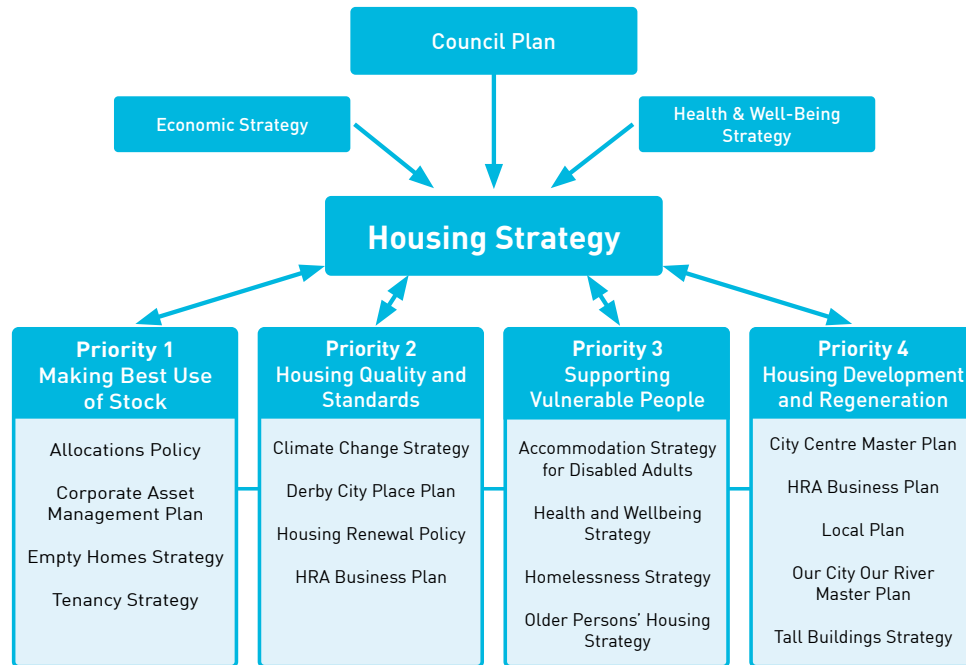 Council Plan
Economic Strategy
Health & Well-Being
Strategy
Housing Strategy
Priority 1
Making Best Use
of Stock
Allocations Policy
Corporate Asset
Management Plan
Empty Homes Strategy
Tenancy Strategy
Priority 2
Housing Quality and
Standards
Climate Change Strategy
Derby City Place Plan
Housing Renewal Policy
HRA Business Plan
Priority 3
Supporting
Vulnerable People
Accommodation Strategy
for Disabled Adults
Health and Wellbeing
Strategy
Homelessness Strategy
Older Persons’ Housing
Strategy
Priority 4
Housing Development
and Regeneration
City Centre Master Plan
HRA Business Plan
Local Plan
Our City Our River
Master Plan
Tall Buildings Strategy